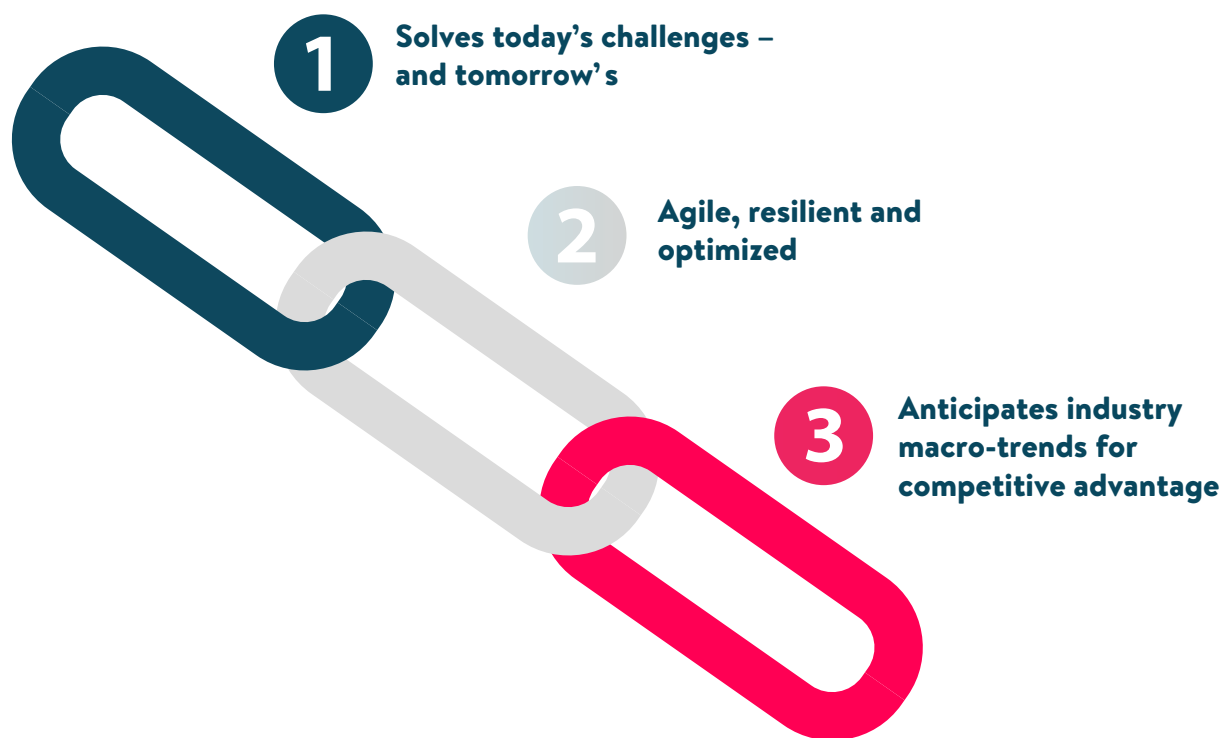 1
Solves today’s challenges –
and tomorrow’s
2
Agile, resilient and
optimized
3
Anticipates industry
macro-trends for
competitive advantage